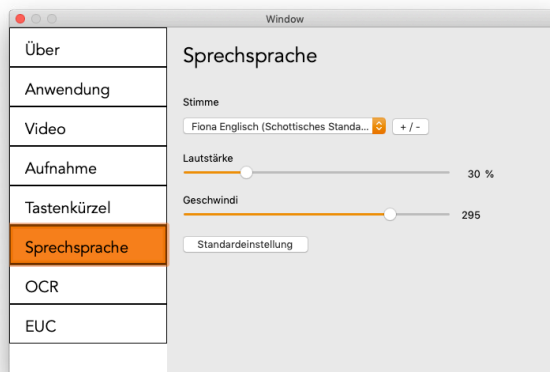 Window
Über
Anwendung
Video
Aufnahme
Tastenkürzel
Sprechsprache
OCR
EUC
Sprechsprache
Stimme
Fiona Englisch (Schottisches Standa... + / -
Lautstärke
30 %
Geschwindi
295
Standardeinstellung